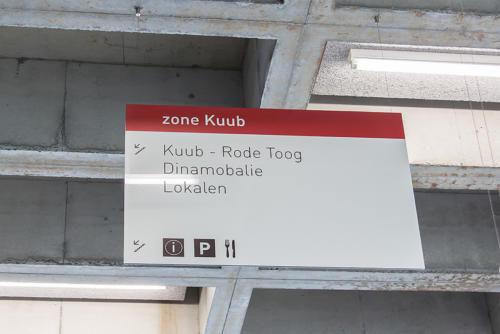 zone Kuub
Kuub - Rode Toog
Dinamobalie
Lokalen
i P